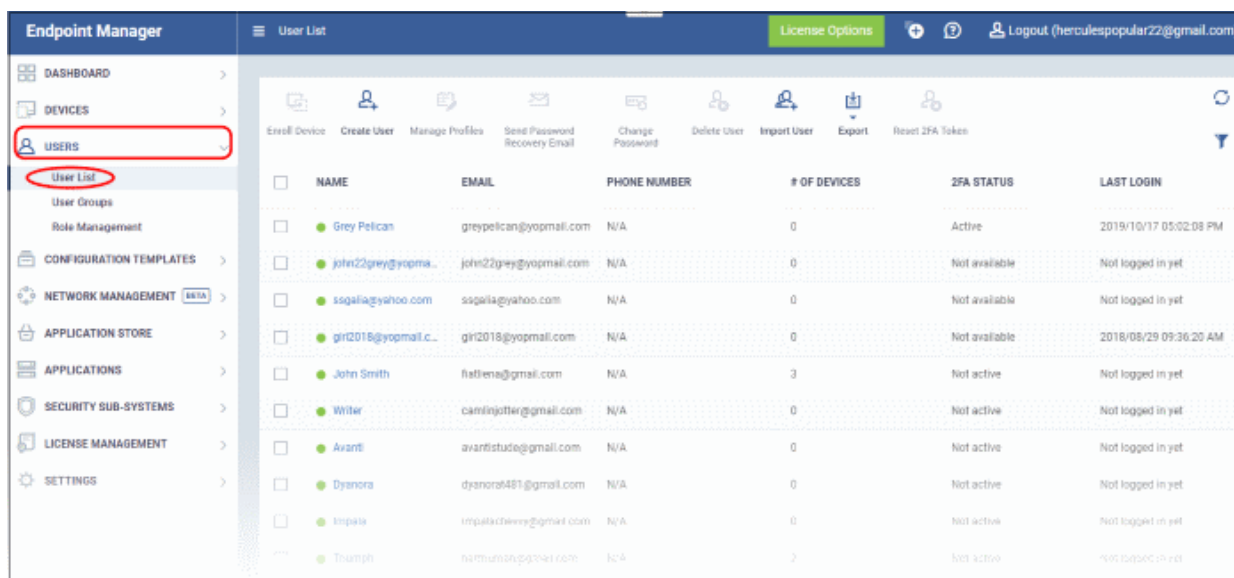 Endpoint Manager
User List
License Options
Logout (herculespopular22@gmail.com
DASHBOARD
DEVICES
USERS
User List
User Groups
Role Management
CONFIGURATION TEMPLATES
NETWORK MANAGEMENT BETA
APPLICATION STORE
APPLICATIONS
SECURITY SUB-SYSTEMS
LICENSE MANAGEMENT
SETTINGS
Enroll Device
Create User
Manage Profiles
Send Password
Recovery Email
Change
Password
Delete User
Import User
Export
Reset 2FA Token
NAME EMAIL PHONE NUMBER # OF DEVICES 2FA STATUS LAST LOGIN
Grey Pelican greypelican@yopmail.com N/A 0 Active 2019/10/17 05:02:08 PM
john22grey@yopma... john22grey@yopmail.com N/A 0 Not available Not logged in yet
ssgalia@yahoo.com ssgalia@yahoo.com N/A 0 Not available Not logged in yet
girl2018@yopmail.c... girl2018@yopmail.com N/A 0 Not available 2018/08/29 09:36:20 AM
John Smith fiatliena@gmail.com N/A 3 Not active Not logged in yet
Writer camlinjotter@gmail.com N/A 0 Not active Not logged in yet
Avanti avantistude@gmail.com N/A 0 Not active Not logged in yet
Dyanora dyanorat481@gmail.com N/A 0 Not active Not logged in yet
Impala impalachevvy@gmail.com N/A 0 Not active Not logged in yet
Triumph N/A 2 Not active Not logged in yet